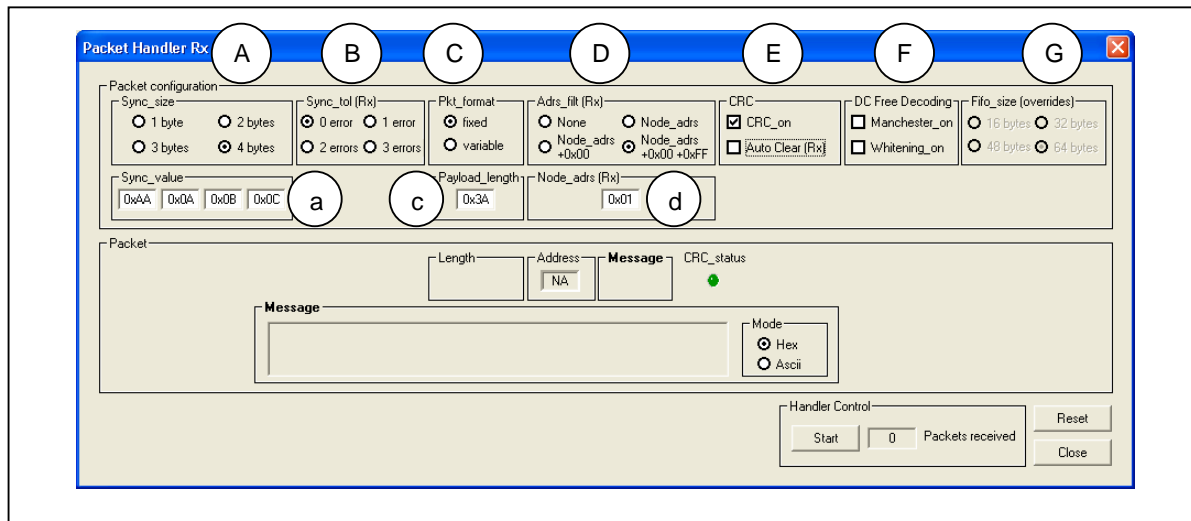 Packet Handler Rx
A
B
C
D
E
F
G
Packet configuration
Sync_size
1 byte
2 bytes
3 bytes
4 bytes
Sync_tol (Rx)
0 error
1 error
2 errors
3 errors
Pkt_format
fixed
variable
Adrs_filt (Rx)
None
Node_adrs
Node_adrs
+0x00
Node_adrs
+0x00 +0xFF
CRC
CRC_on
Auto Clear (Rx)
DC Free Decoding
Manchester_on
Whitening_on
Fifo_size (overrides)
16 bytes
32 bytes
48 bytes
64 bytes
Sync_value
0xAA 0x0A 0x0B 0x0C
a
c
Payload_length
0x3A
Node_adrs (Rx)
0x01
d
Packet
Length
Address
NA
Message
CRC_status
Message
Mode
Hex
Ascii
Handler Control
Start
0
Packets received
Reset
Close